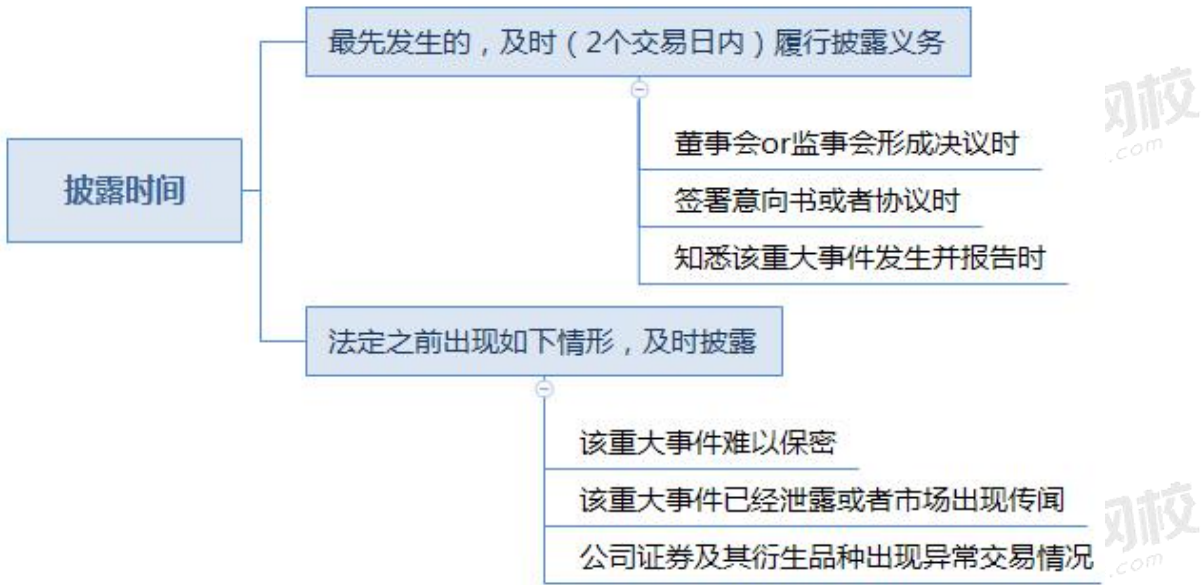 最先发生的，及时（2个交易日内）履行披露义务
董事会or监事会形成决议时
签署意向书或者协议时
知悉该重大事件发生并报告时
披露时间
法定之前出现如下情形，及时披露
该重大事件难以保密
该重大事件已经泄露或者市场出现传闻
公司证券及其衍生品种出现异常交易情况
网校
.com
网校
.com